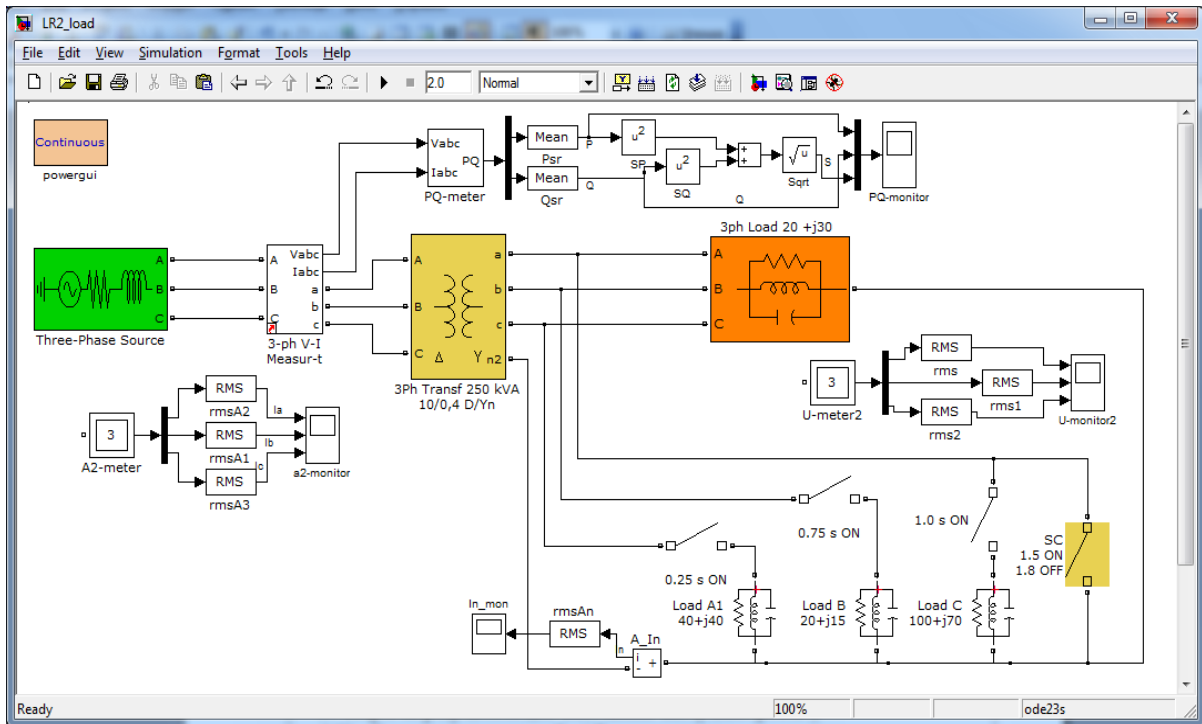 LR2_load
File Edit View Simulation Format Tools Help
2.0 Normal
Continuous
powergui
Vabc
Iabc
PQ
PQ-meter
Mean
Psr
Mean
Qsr
P
Q
u²
SP
u²
SQ
+
+
√u
Sqrt
S
Q
PQ-monitor
A
B
C
Three-Phase Source
A
B
C
Vabc
Iabc
a
b
c
3-ph V-I
Measur-t
A
B
C
a
b
c
Δ
Y n2
3Ph Transf 250 kVA
10/0,4 D/Yn
3ph Load 20 +j30
A
B
C
3
U-meter2
rms
RMS
RMS
rms1
RMS
rms2
U-monitor2
3
A2-meter
RMS
rmsA2
RMS
rmsA1
RMS
rmsA3
Ia
Ib
Ic
a2-monitor
0.25 s ON
0.75 s ON
1.0 s ON
SC
1.5 ON
1.8 OFF
Load A1
40+j40
Load B
20+j15
Load C
100+j70
In_mon
rmsAn
RMS
n
A_In
i
-
+
Ready 100% ode23s